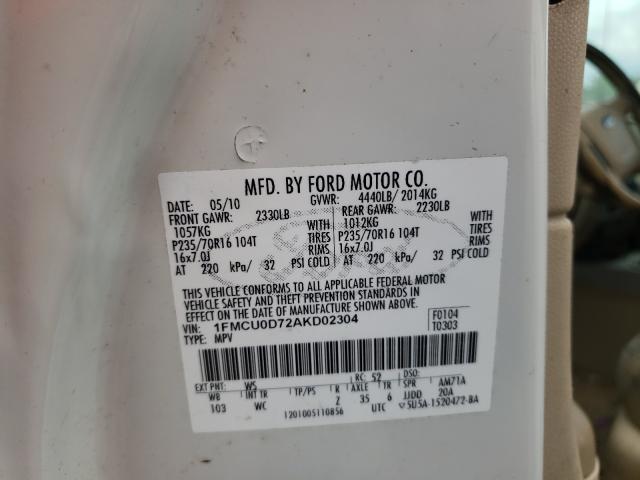 MFD. BY FORD MOTOR CO.
DATE: 05/10 GVWR: 4440LB/ 2014KG
FRONT GAWR: 2330LB REAR GAWR: 2230LB
1057KG WITH 1012KG WITH
P235/70R16 104T TIRES P235/70R16 104T TIRES
16x7.0J RIMS 16x7.0J RIMS
AT 220 kPa/ 32 PSI COLD AT 220 kPa/ 32 PSI COLD
THIS VEHICLE CONFORMS TO ALL APPLICABLE FEDERAL MOTOR
VEHICLE SAFETY AND THEFT PREVENTION STANDARDS IN
EFFECT ON THE DATE OF MANUFACTURE SHOWN ABOVE.
VIN: 1FMCU0D72AKD02304 F0104
TYPE: MPV T0303
EXT PNT: WS RC: 52 DSO:
WB INT TR TP/PS R AXLE TR SPR AM71A
103 WC 2 35 6 JJDD 20A
1201005110856 UTC 5U5A-1520472-BA